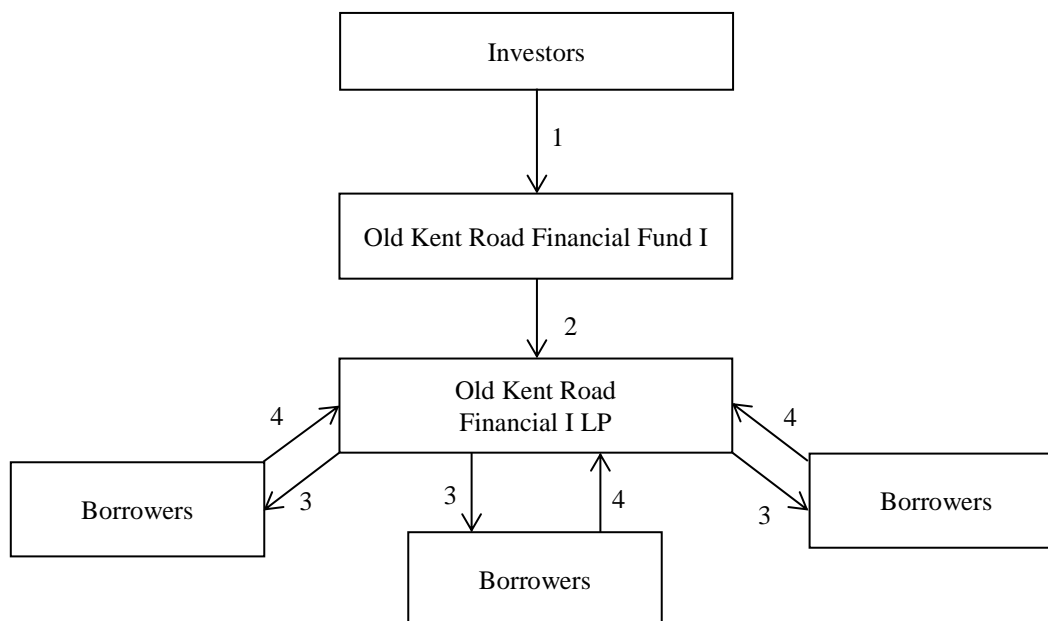 Investors
1
Old Kent Road Financial Fund I
2
Old Kent Road
Financial I LP
4
4
3
3
4
3
Borrowers
Borrowers
Borrowers